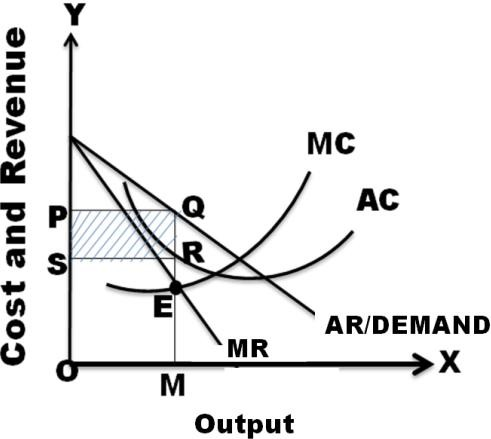 Y
Cost and Revenue
MC
AC
P
Q
S
R
E
AR/DEMAND
MR
O
X
M
Output